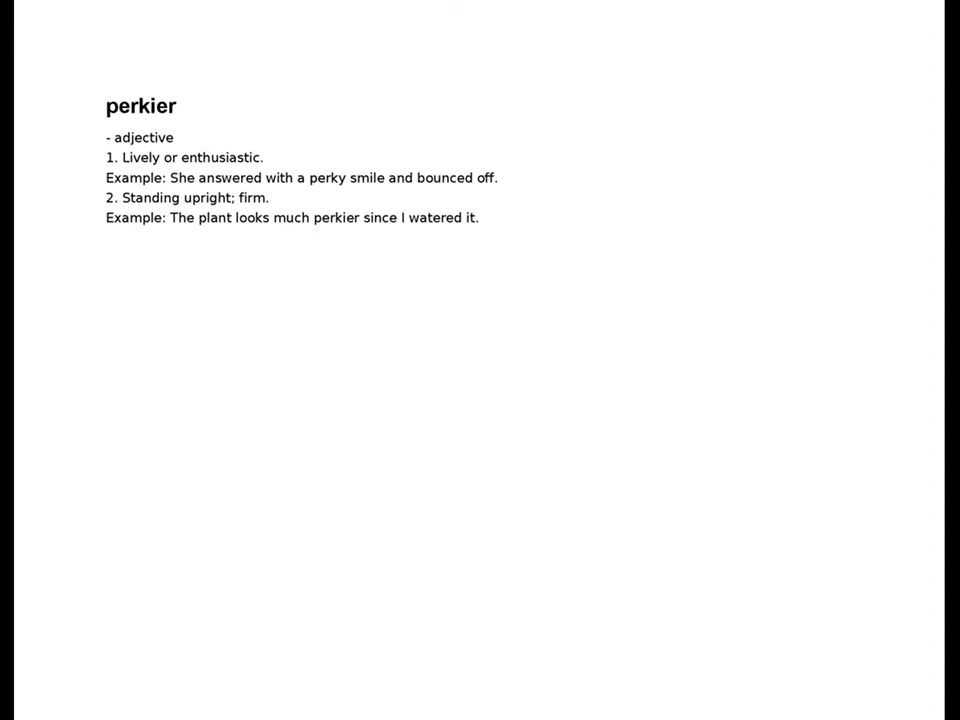 perkier
- adjective
1. Lively or enthusiastic.
Example: She answered with a perky smile and bounced off.
2. Standing upright; firm.
Example: The plant looks much perkier since I watered it.